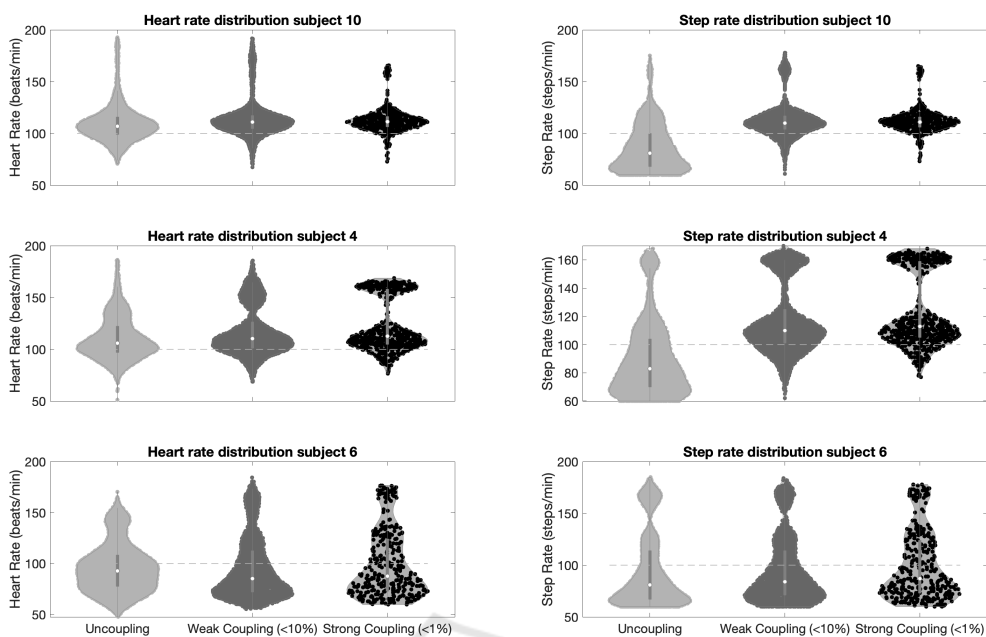 Heart rate distribution subject 10
Heart Rate (beats/min)
200
150
100
50
Step rate distribution subject 10
Step Rate (steps/min)
200
150
100
50
Heart rate distribution subject 4
Heart Rate (beats/min)
200
150
100
50
Step rate distribution subject 4
Step Rate (steps/min)
160
140
120
100
80
60
Heart rate distribution subject 6
Heart Rate (beats/min)
200
150
100
50
Uncoupling Weak Coupling (<10%) Strong Coupling (<1%)
Step rate distribution subject 6
Step Rate (steps/min)
200
150
100
50
Uncoupling Weak Coupling (<10%) Strong Coupling (<1%)